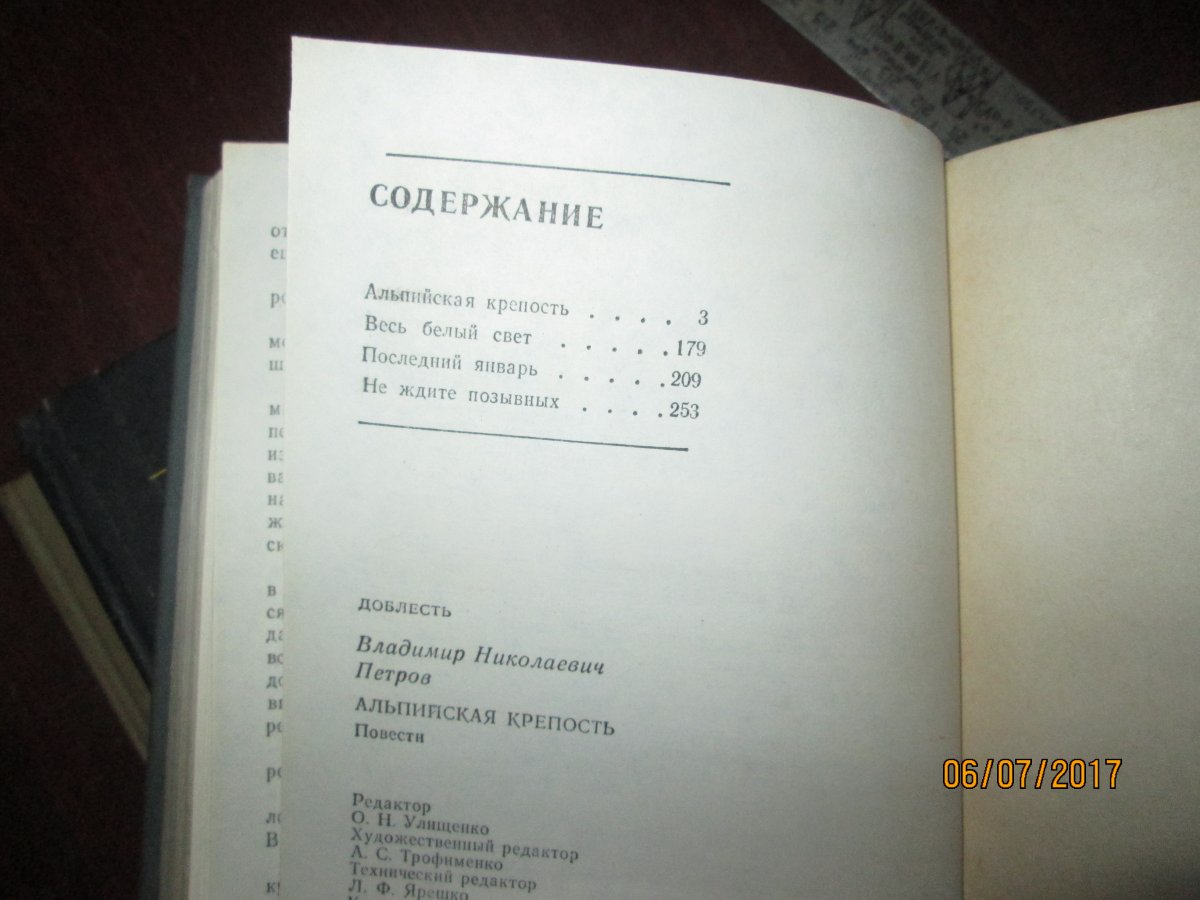 СОДЕРЖАНИЕ
Альпийская крепость . . . . 3
Весь белый свет . . . . . 179
Последний январь . . . . . 209
Не ждите позывных . . . . 253
ДОБЛЕСТЬ
Владимир Николаевич
Петров
АЛЬПИЙСКАЯ КРЕПОСТЬ
Повести
Редактор
О. Н. Улищенко
Художественный редактор
А. С. Трофименко
Технический редактор
Л. Ф. Ярешко
06/07/2017